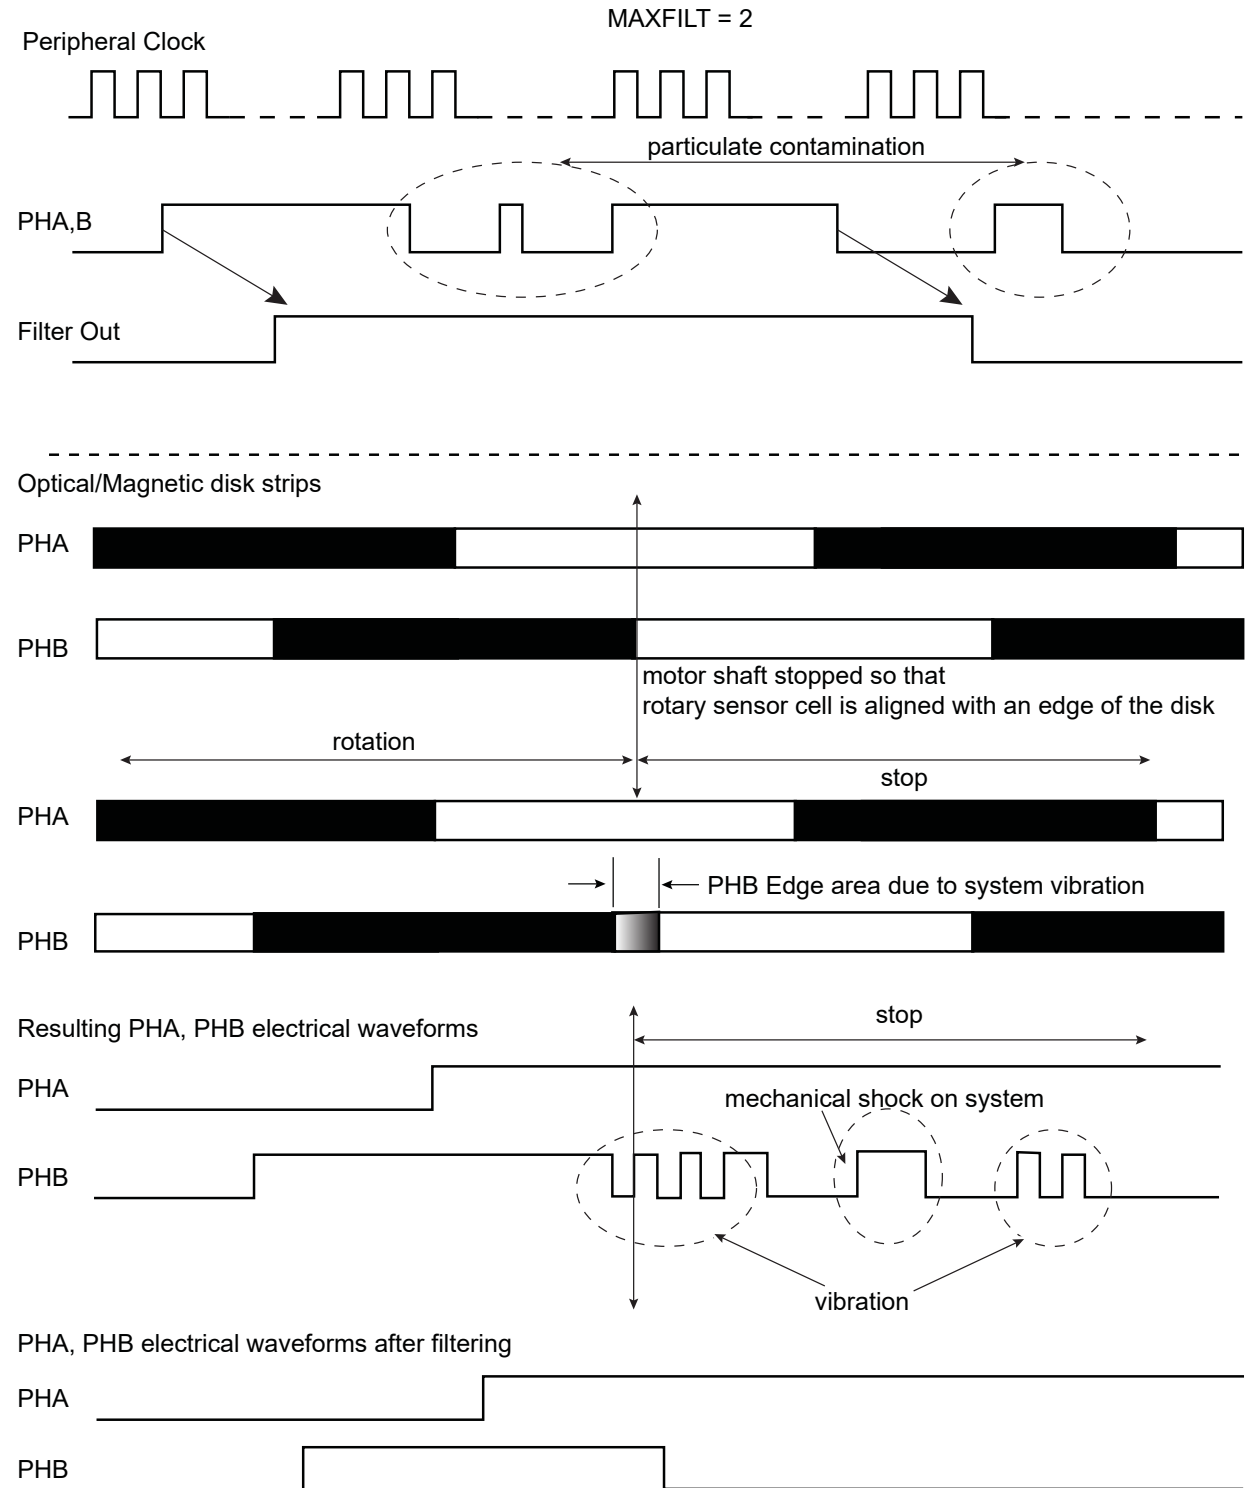 MAXFILT = 2
Peripheral Clock
particulate contamination
PHA,B
Filter Out
Optical/Magnetic disk strips
PHA
PHB
motor shaft stopped so that
rotary sensor cell is aligned with an edge of the disk
rotation
stop
PHA
PHB Edge area due to system vibration
PHB
Resulting PHA, PHB electrical waveforms
stop
PHA
mechanical shock on system
PHB
vibration
PHA, PHB electrical waveforms after filtering
PHA
PHB